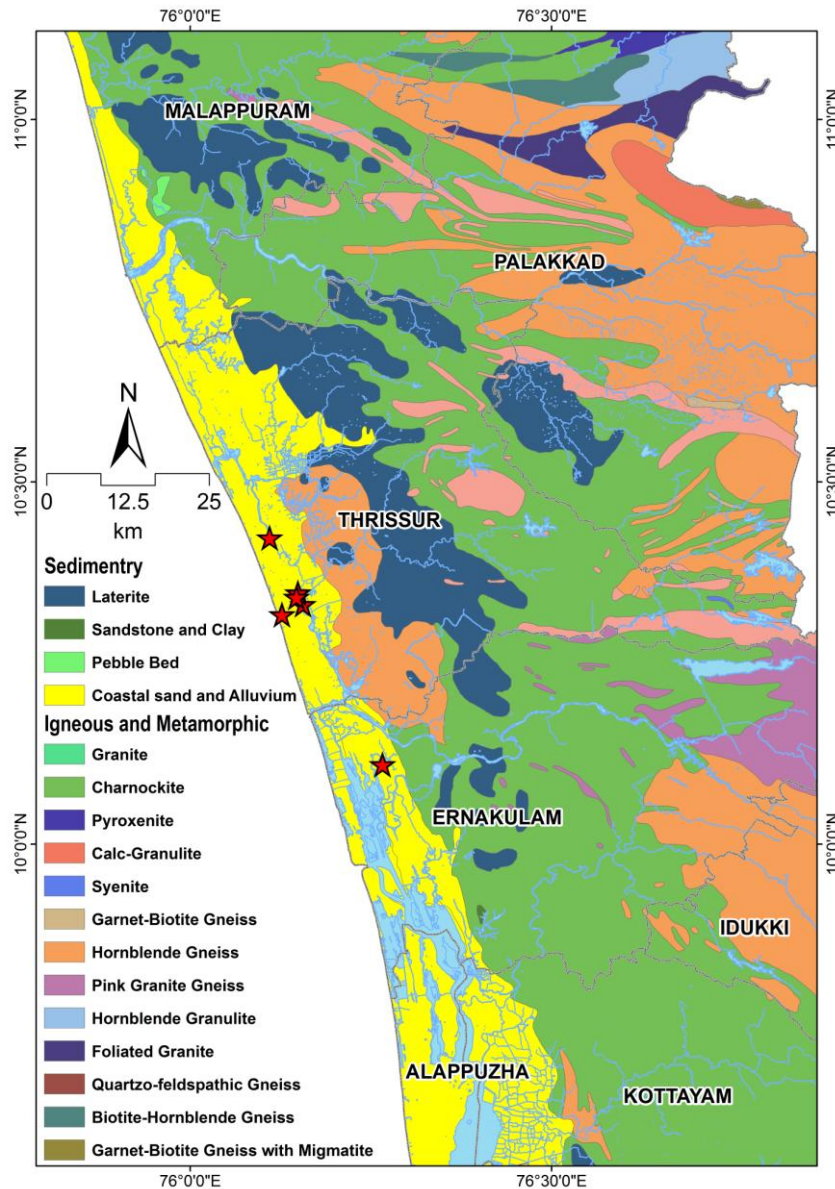 76°0'0"E
76°30'0"E
MALAPPURAM
11°0'0"N
11°0'0"N
PALAKKAD
N
10°30'0"N
10°30'0"N
0 12.5 25
km
THRISSUR
Sedimentry
Laterite
Sandstone and Clay
Pebble Bed
Coastal sand and Alluvium
Igneous and Metamorphic
Granite
Charnockite
Pyroxenite
Calc-Granulite
Syenite
Garnet-Biotite Gneiss
Hornblende Gneiss
Pink Granite Gneiss
Hornblende Granulite
Foliated Granite
Quartzo-feldspathic Gneiss
Biotite-Hornblende Gneiss
Garnet-Biotite Gneiss with Migmatite
ERNAKULAM
10°0'0"N
10°0'0"N
IDUKKI
ALAPPUZHA
KOTTAYAM
76°0'0"E
76°30'0"E